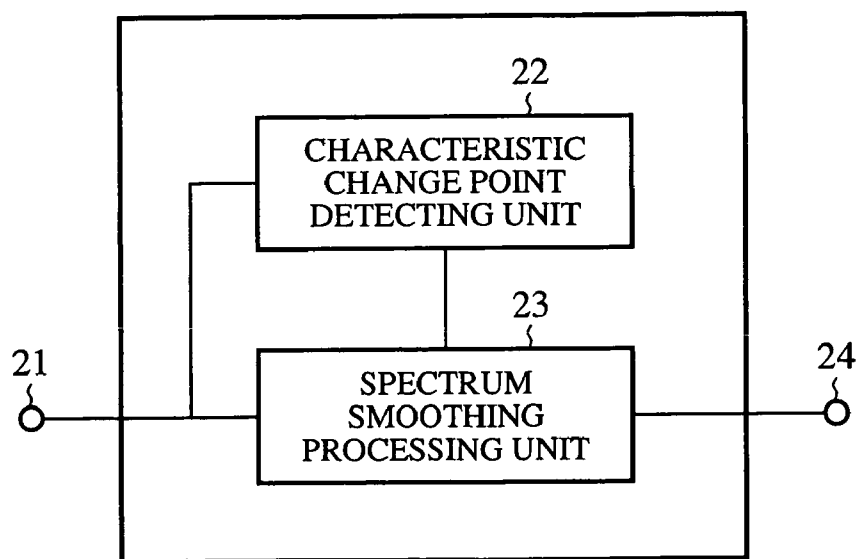 22
CHARACTERISTIC
CHANGE POINT
DETECTING UNIT
23
21
24
SPECTRUM
SMOOTHING
PROCESSING UNIT